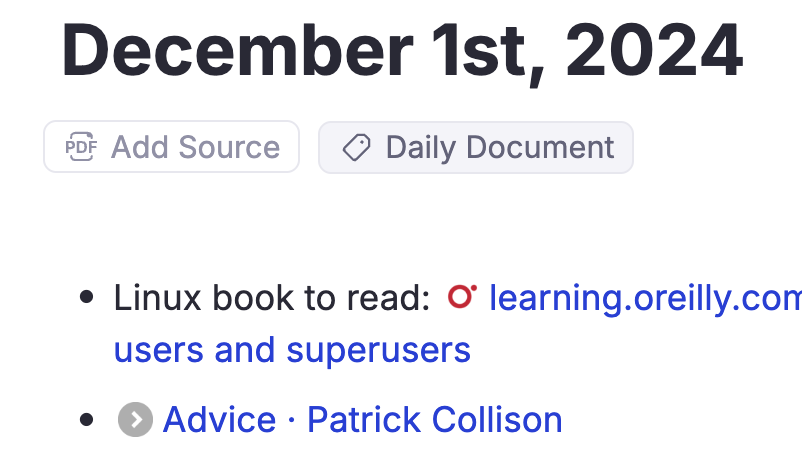 December 1st, 2024
PDF Add Source Daily Document
Linux book to read: learning.oreilly.com
users and superusers
Advice · Patrick Collison